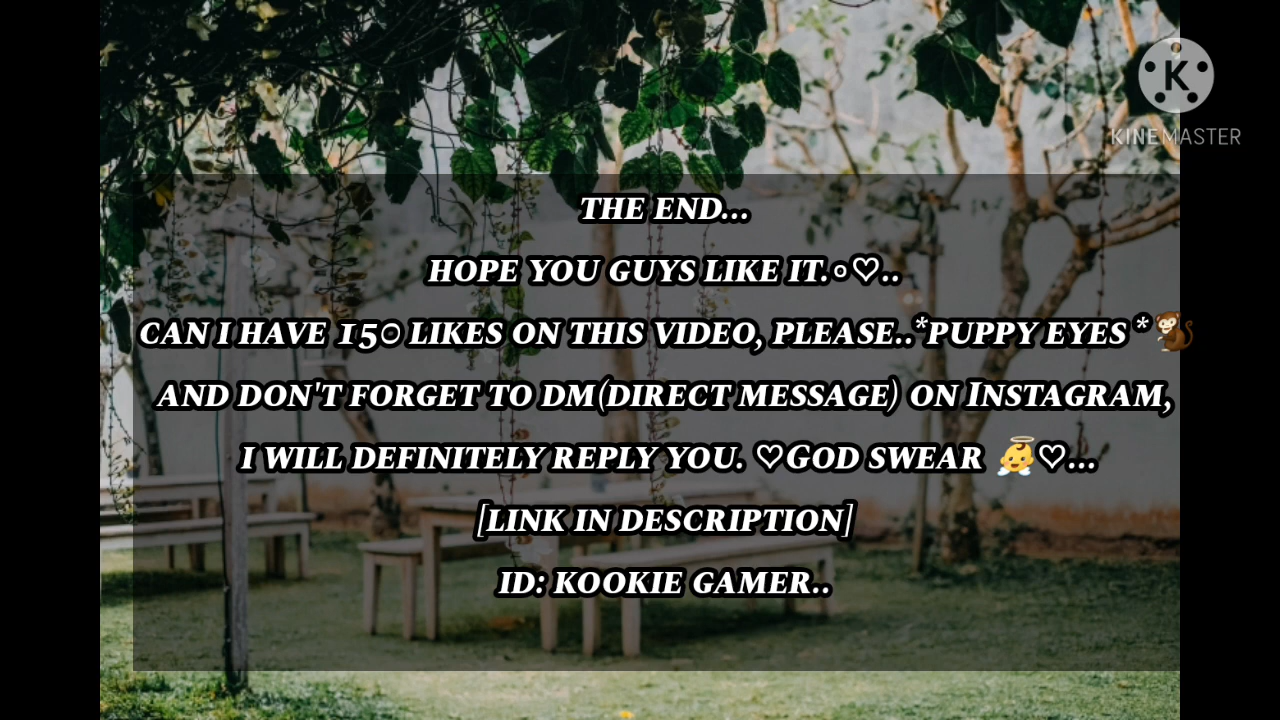 KINEMASTER
THE END...
HOPE YOU GUYS LIKE IT.∘♡..
CAN I HAVE 150 LIKES ON THIS VIDEO, PLEASE..*PUPPY EYES *🐒
AND DON'T FORGET TO DM(DIRECT MESSAGE) ON INSTAGRAM,
I WILL DEFINITELY REPLY YOU. ♡GOD SWEAR 👼♡...
[LINK IN DESCRIPTION]
ID: KOOKIE GAMER..